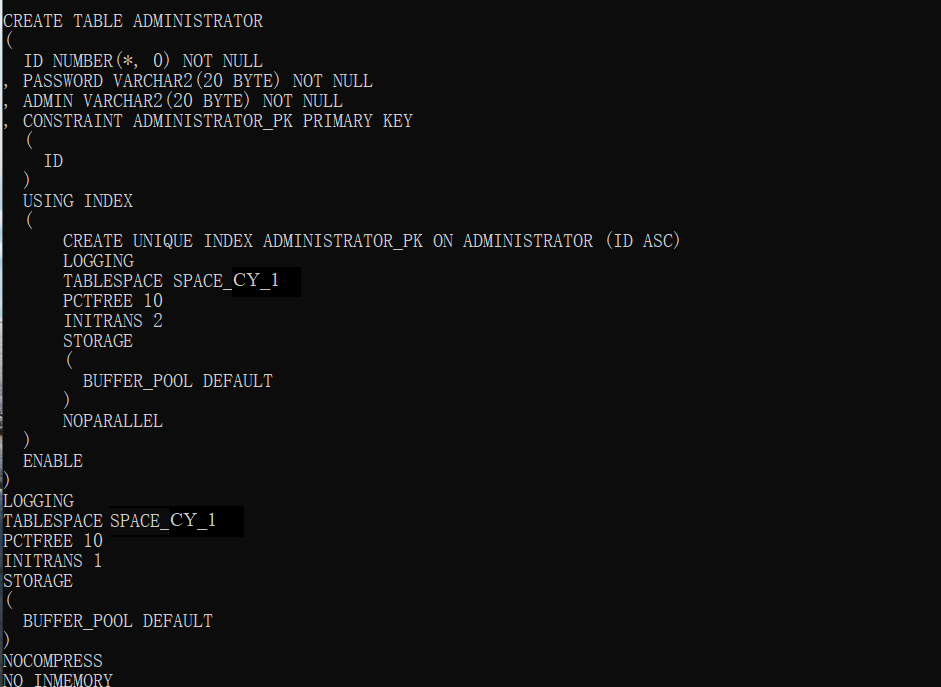 CREATE TABLE ADMINISTRATOR
(
  ID NUMBER(*, 0) NOT NULL
, PASSWORD VARCHAR2(20 BYTE) NOT NULL
, ADMIN VARCHAR2(20 BYTE) NOT NULL
, CONSTRAINT ADMINISTRATOR_PK PRIMARY KEY
  (
    ID
  )
  USING INDEX
  (
      CREATE UNIQUE INDEX ADMINISTRATOR_PK ON ADMINISTRATOR (ID ASC)
      LOGGING
      TABLESPACE SPACE_CY_1
      PCTFREE 10
      INITRANS 2
      STORAGE
      (
        BUFFER_POOL DEFAULT
      )
      NOPARALLEL
  )
  ENABLE
)
LOGGING
TABLESPACE SPACE_CY_1
PCTFREE 10
INITRANS 1
STORAGE
(
  BUFFER_POOL DEFAULT
)
NOCOMPRESS
NO INMEMORY